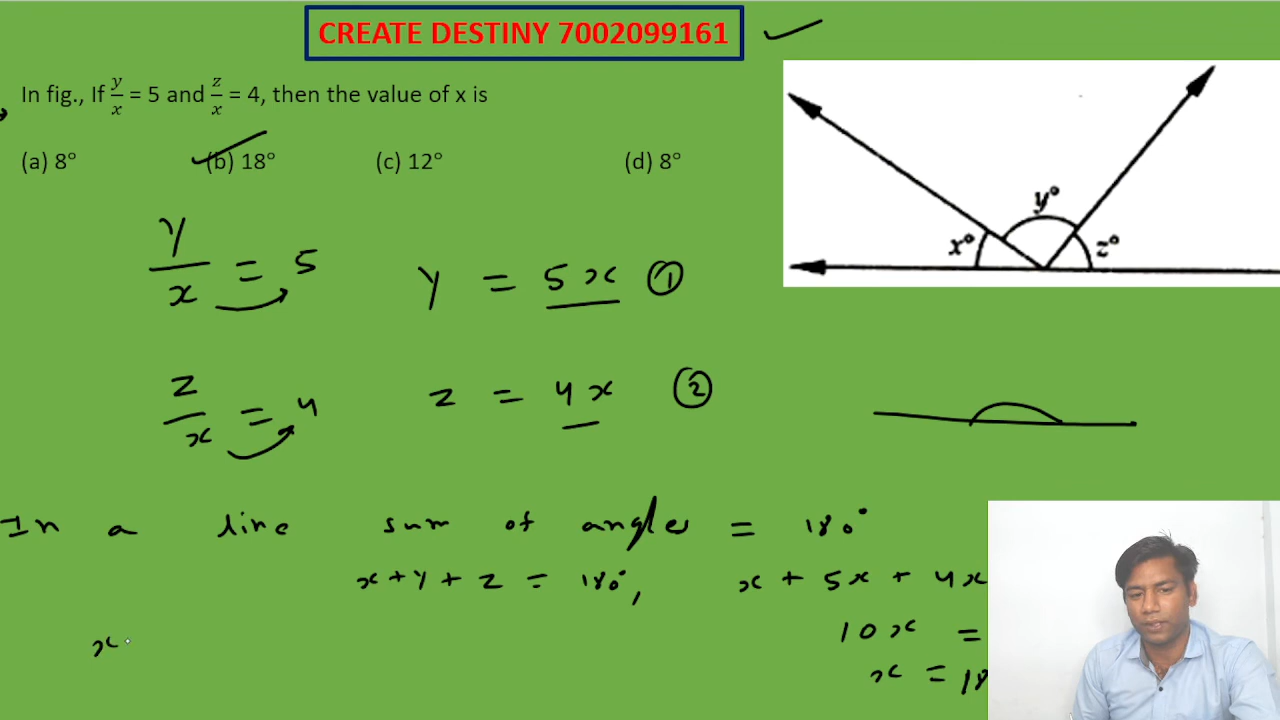 CREATE DESTINY 7002099161
In fig., If y/x = 5 and z/x = 4, then the value of x is
(a) 8° (b) 18° (c) 12° (d) 8°
x° y° z°
y/x = 5 y = 5x ①
z/x = 4 z = 4x ②
In a line sum of angles = 180°
x + y + z = 180°, x + 5x + 4x
10x =
x = 18
x